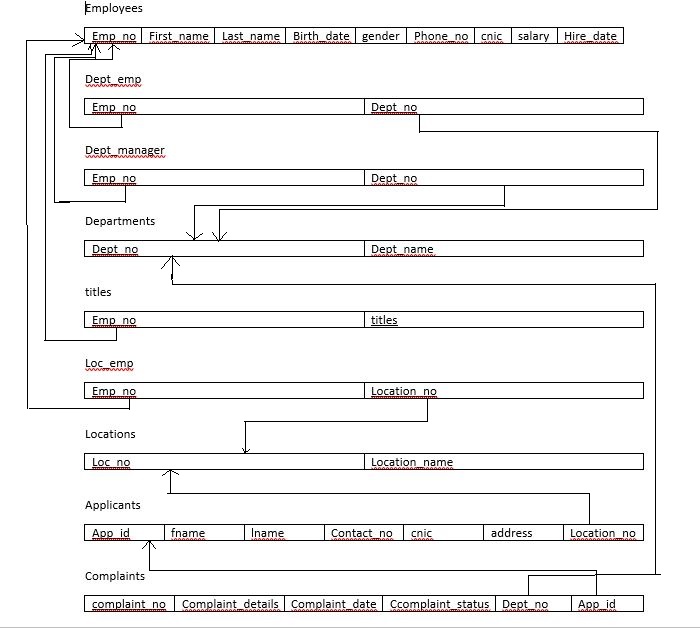 Employees
Emp_no First_name Last_name Birth_date gender Phone_no cnic salary Hire_date
Dept_emp
Emp_no Dept_no
Dept_manager
Emp_no Dept_no
Departments
Dept_no Dept_name
titles
Emp_no titles
Loc_emp
Emp_no Location_no
Locations
Loc_no Location_name
Applicants
App_id fname lname Contact_no cnic address Location_no
Complaints
complaint_no Complaint_details Complaint_date Ccomplaint_status Dept_no App_id